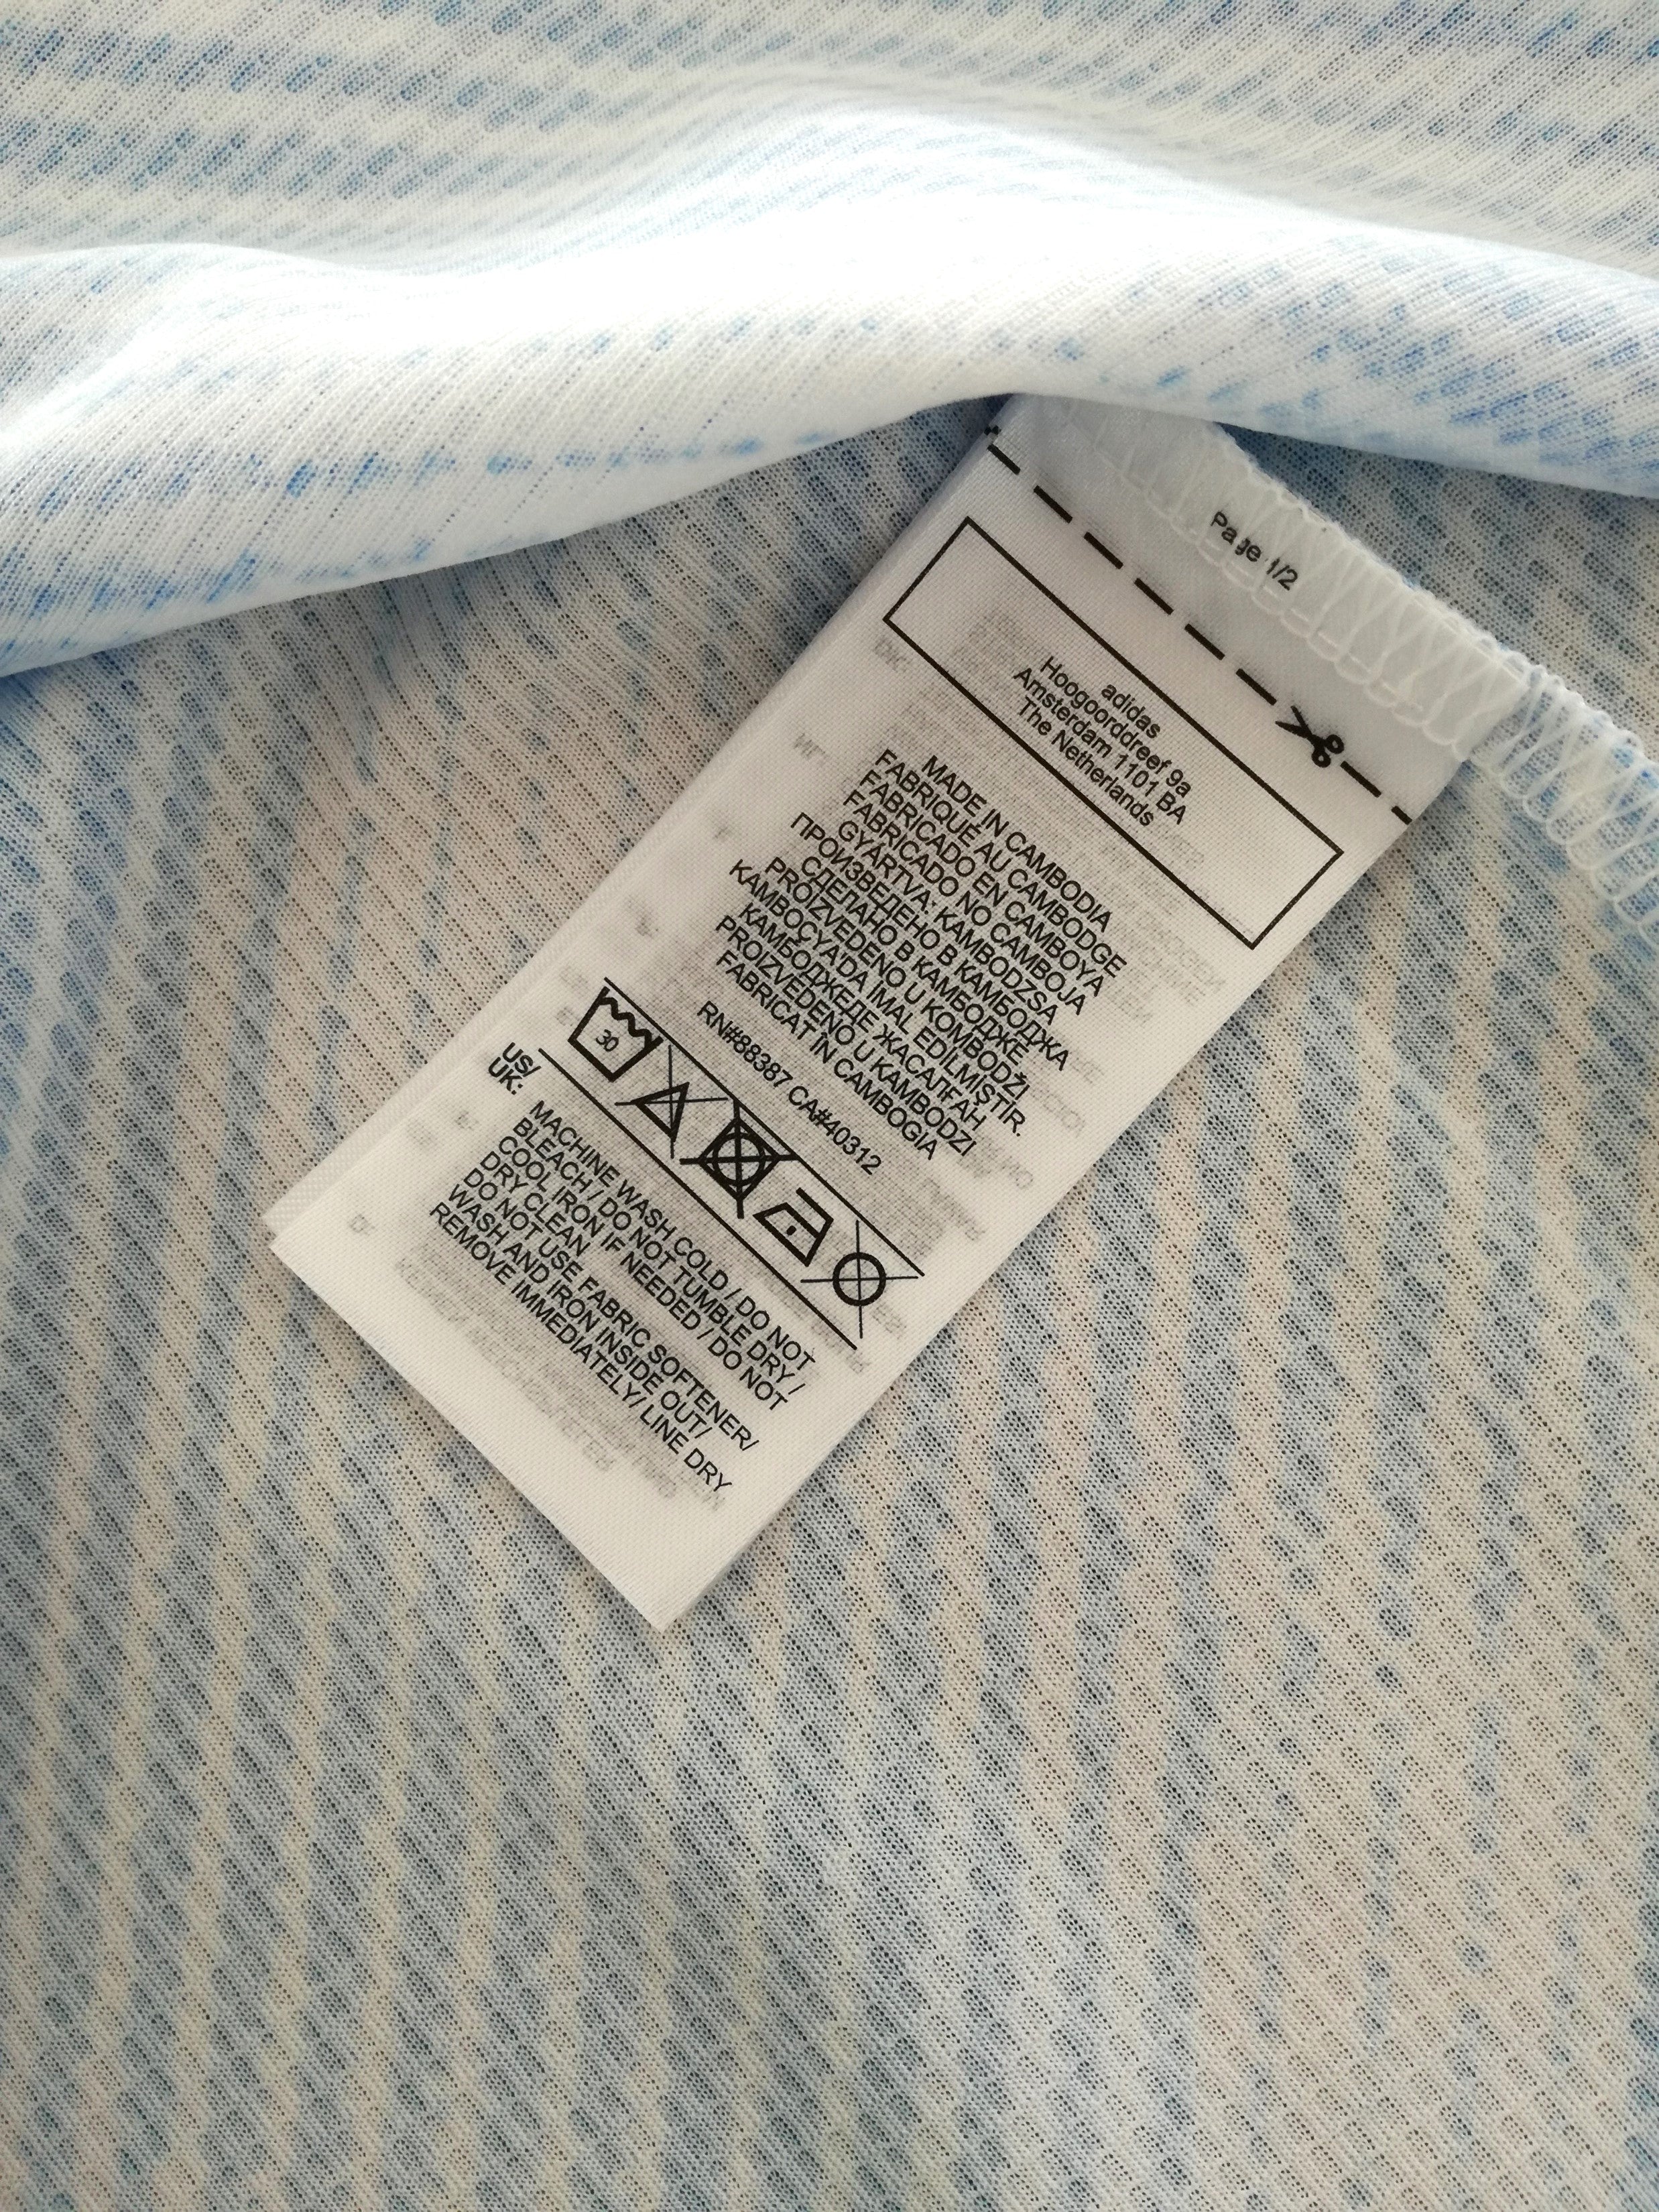 Page 1/2
adidas
Hoogoorddreef 9a
Amsterdam 1101 BA
The Netherlands
MADE IN CAMBODIA
FABRIQUÉ AU CAMBODGE
FABRICADO EN CAMBOYA
FABRICADO NO CAMBOJA
GYÁRTVA: KAMBODZSA
ПРОИЗВЕДЕНО В КАМБОДЖА
СДЕЛАНО В КАМБОДЖЕ
PROIZVEDENO U KOMBODŽI
KAMBOÇYA'DA İMAL EDİLMİŞTİR.
КАМБОДЖЕДЕ ЖАСАЛҒАН
PROIZVEDENO U KAMBODZI
FABRICAT ÎN CAMBOGIA
RN#88387 CA#40312
30
US/
UK:
MACHINE WASH COLD / DO NOT
BLEACH / DO NOT TUMBLE DRY /
COOL IRON IF NEEDED / DO NOT
DRY CLEAN
DO NOT USE FABRIC SOFTENER/
WASH AND IRON INSIDE OUT/
REMOVE IMMEDIATELY/ LINE DRY